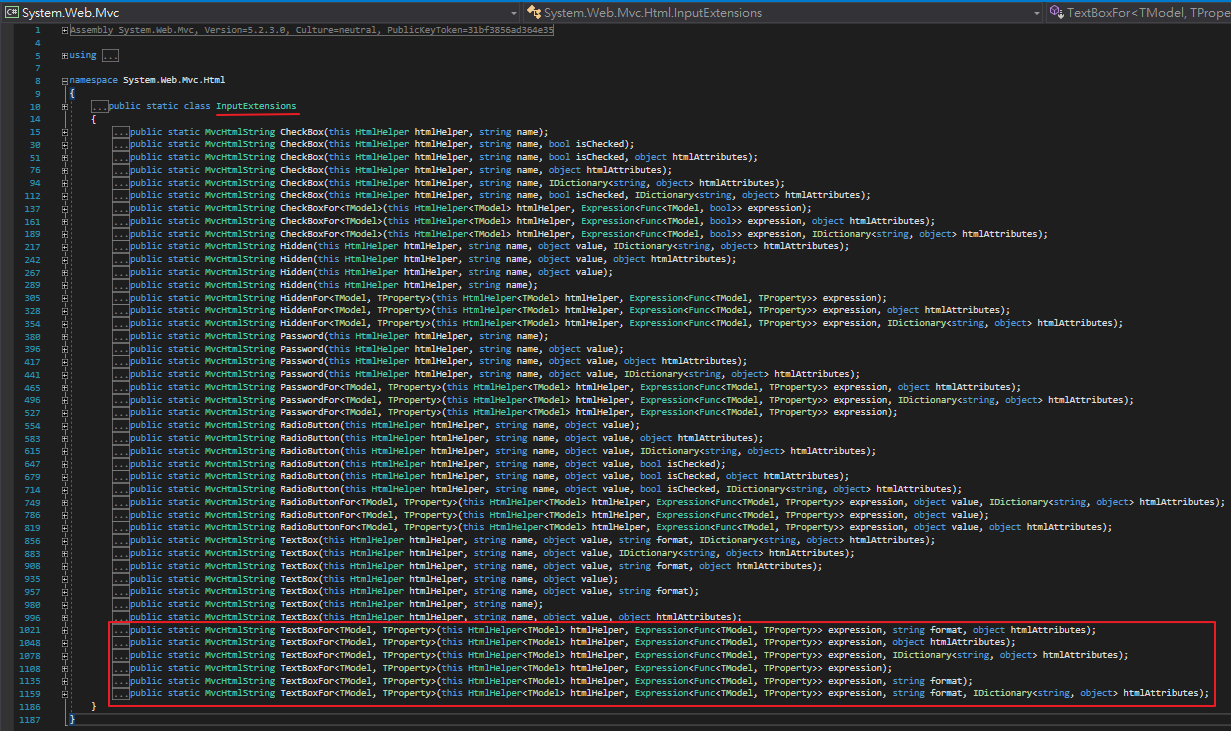 C# System.Web.Mvc System.Web.Mvc.Html.InputExtensions TextBoxFor<TModel, TPrope
1 Assembly System.Web.Mvc, Version=5.2.3.0, Culture=neutral, PublicKeyToken=31bf3856ad364e35
4
5 using ...
7
8 namespace System.Web.Mvc.Html
9 {
10 ...public static class InputExtensions
14 {
15 ...public static MvcHtmlString CheckBox(this HtmlHelper htmlHelper, string name);
30 ...public static MvcHtmlString CheckBox(this HtmlHelper htmlHelper, string name, bool isChecked);
51 ...public static MvcHtmlString CheckBox(this HtmlHelper htmlHelper, string name, bool isChecked, object htmlAttributes);
76 ...public static MvcHtmlString CheckBox(this HtmlHelper htmlHelper, string name, object htmlAttributes);
94 ...public static MvcHtmlString CheckBox(this HtmlHelper htmlHelper, string name, IDictionary<string, object> htmlAttributes);
112 ...public static MvcHtmlString CheckBox(this HtmlHelper htmlHelper, string name, bool isChecked, IDictionary<string, object> htmlAttributes);
137 ...public static MvcHtmlString CheckBoxFor<TModel>(this HtmlHelper<TModel> htmlHelper, Expression<Func<TModel, bool>> expression);
161 ...public static MvcHtmlString CheckBoxFor<TModel>(this HtmlHelper<TModel> htmlHelper, Expression<Func<TModel, bool>> expression, object htmlAttributes);
189 ...public static MvcHtmlString CheckBoxFor<TModel>(this HtmlHelper<TModel> htmlHelper, Expression<Func<TModel, bool>> expression, IDictionary<string, object> htmlAttributes);
217 ...public static MvcHtmlString Hidden(this HtmlHelper htmlHelper, string name, object value, IDictionary<string, object> htmlAttributes);
242 ...public static MvcHtmlString Hidden(this HtmlHelper htmlHelper, string name, object value, object htmlAttributes);
267 ...public static MvcHtmlString Hidden(this HtmlHelper htmlHelper, string name, object value);
289 ...public static MvcHtmlString Hidden(this HtmlHelper htmlHelper, string name);
305 ...public static MvcHtmlString HiddenFor<TModel, TProperty>(this HtmlHelper<TModel> htmlHelper, Expression<Func<TModel, TProperty>> expression);
328 ...public static MvcHtmlString HiddenFor<TModel, TProperty>(this HtmlHelper<TModel> htmlHelper, Expression<Func<TModel, TProperty>> expression, object htmlAttributes);
354 ...public static MvcHtmlString HiddenFor<TModel, TProperty>(this HtmlHelper<TModel> htmlHelper, Expression<Func<TModel, TProperty>> expression, IDictionary<string, object> htmlAttributes);
380 ...public static MvcHtmlString Password(this HtmlHelper htmlHelper, string name);
396 ...public static MvcHtmlString Password(this HtmlHelper htmlHelper, string name, object value);
417 ...public static MvcHtmlString Password(this HtmlHelper htmlHelper, string name, object value, object htmlAttributes);
441 ...public static MvcHtmlString Password(this HtmlHelper htmlHelper, string name, object value, IDictionary<string, object> htmlAttributes);
465 ...public static MvcHtmlString PasswordFor<TModel, TProperty>(this HtmlHelper<TModel> htmlHelper, Expression<Func<TModel, TProperty>> expression, object htmlAttributes);
496 ...public static MvcHtmlString PasswordFor<TModel, TProperty>(this HtmlHelper<TModel> htmlHelper, Expression<Func<TModel, TProperty>> expression, IDictionary<string, object> htmlAttributes);
527 ...public static MvcHtmlString PasswordFor<TModel, TProperty>(this HtmlHelper<TModel> htmlHelper, Expression<Func<TModel, TProperty>> expression);
554 ...public static MvcHtmlString RadioButton(this HtmlHelper htmlHelper, string name, object value);
583 ...public static MvcHtmlString RadioButton(this HtmlHelper htmlHelper, string name, object value, object htmlAttributes);
615 ...public static MvcHtmlString RadioButton(this HtmlHelper htmlHelper, string name, object value, IDictionary<string, object> htmlAttributes);
647 ...public static MvcHtmlString RadioButton(this HtmlHelper htmlHelper, string name, object value, bool isChecked);
679 ...public static MvcHtmlString RadioButton(this HtmlHelper htmlHelper, string name, object value, bool isChecked, object htmlAttributes);
714 ...public static MvcHtmlString RadioButton(this HtmlHelper htmlHelper, string name, object value, bool isChecked, IDictionary<string, object> htmlAttributes);
749 ...public static MvcHtmlString RadioButtonFor<TModel, TProperty>(this HtmlHelper<TModel> htmlHelper, Expression<Func<TModel, TProperty>> expression, object value, IDictionary<string, object> htmlAttributes);
786 ...public static MvcHtmlString RadioButtonFor<TModel, TProperty>(this HtmlHelper<TModel> htmlHelper, Expression<Func<TModel, TProperty>> expression, object value);
819 ...public static MvcHtmlString RadioButtonFor<TModel, TProperty>(this HtmlHelper<TModel> htmlHelper, Expression<Func<TModel, TProperty>> expression, object value, object htmlAttributes);
856 ...public static MvcHtmlString TextBox(this HtmlHelper htmlHelper, string name, object value, string format, IDictionary<string, object> htmlAttributes);
883 ...public static MvcHtmlString TextBox(this HtmlHelper htmlHelper, string name, object value, IDictionary<string, object> htmlAttributes);
908 ...public static MvcHtmlString TextBox(this HtmlHelper htmlHelper, string name, object value, string format, object htmlAttributes);
935 ...public static MvcHtmlString TextBox(this HtmlHelper htmlHelper, string name, object value);
957 ...public static MvcHtmlString TextBox(this HtmlHelper htmlHelper, string name, object value, string format);
980 ...public static MvcHtmlString TextBox(this HtmlHelper htmlHelper, string name);
996 ...public static MvcHtmlString TextBox(this HtmlHelper htmlHelper, string name, object value, object htmlAttributes);
1021 ...public static MvcHtmlString TextBoxFor<TModel, TProperty>(this HtmlHelper<TModel> htmlHelper, Expression<Func<TModel, TProperty>> expression, string format, object htmlAttributes);
1048 ...public static MvcHtmlString TextBoxFor<TModel, TProperty>(this HtmlHelper<TModel> htmlHelper, Expression<Func<TModel, TProperty>> expression, object htmlAttributes);
1078 ...public static MvcHtmlString TextBoxFor<TModel, TProperty>(this HtmlHelper<TModel> htmlHelper, Expression<Func<TModel, TProperty>> expression, IDictionary<string, object> htmlAttributes);
1108 ...public static MvcHtmlString TextBoxFor<TModel, TProperty>(this HtmlHelper<TModel> htmlHelper, Expression<Func<TModel, TProperty>> expression);
1135 ...public static MvcHtmlString TextBoxFor<TModel, TProperty>(this HtmlHelper<TModel> htmlHelper, Expression<Func<TModel, TProperty>> expression, string format);
1159 ...public static MvcHtmlString TextBoxFor<TModel, TProperty>(this HtmlHelper<TModel> htmlHelper, Expression<Func<TModel, TProperty>> expression, string format, IDictionary<string, object> htmlAttributes);
1186 }
1187 }